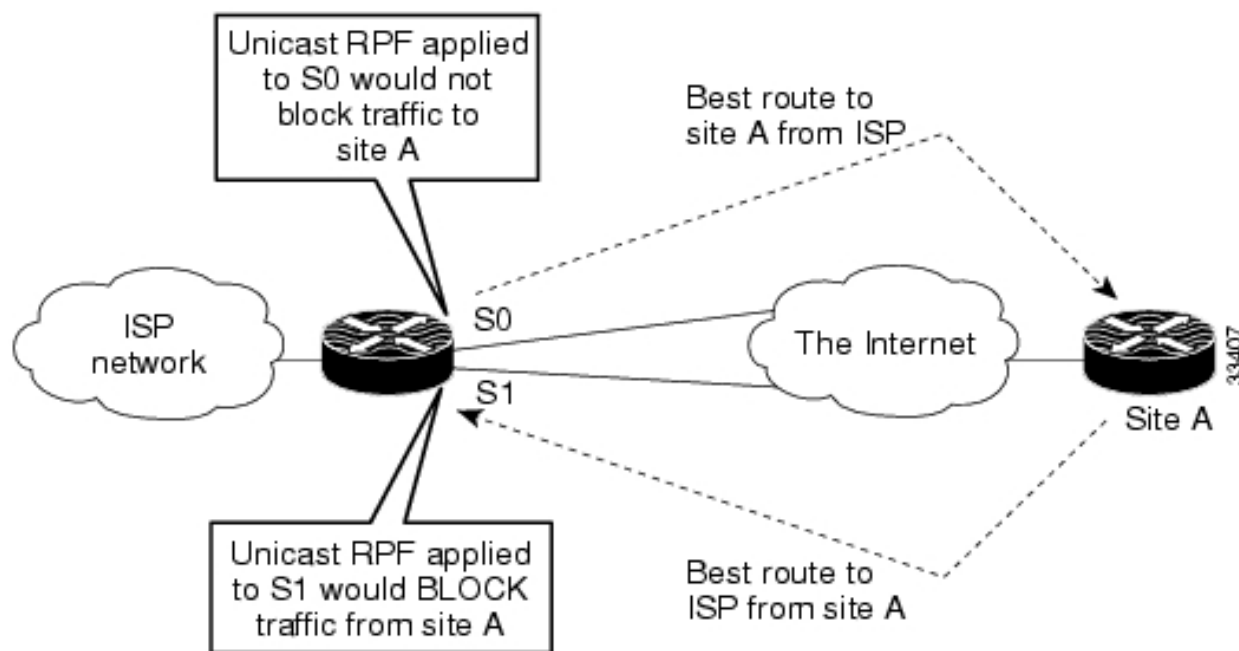 Unicast RPF applied
to S0 would not
block traffic to
site A
Best route to
site A from ISP
ISP
network
S0
S1
The Internet
33407
Site A
Unicast RPF applied
to S1 would BLOCK
traffic from site A
Best route to
ISP from site A